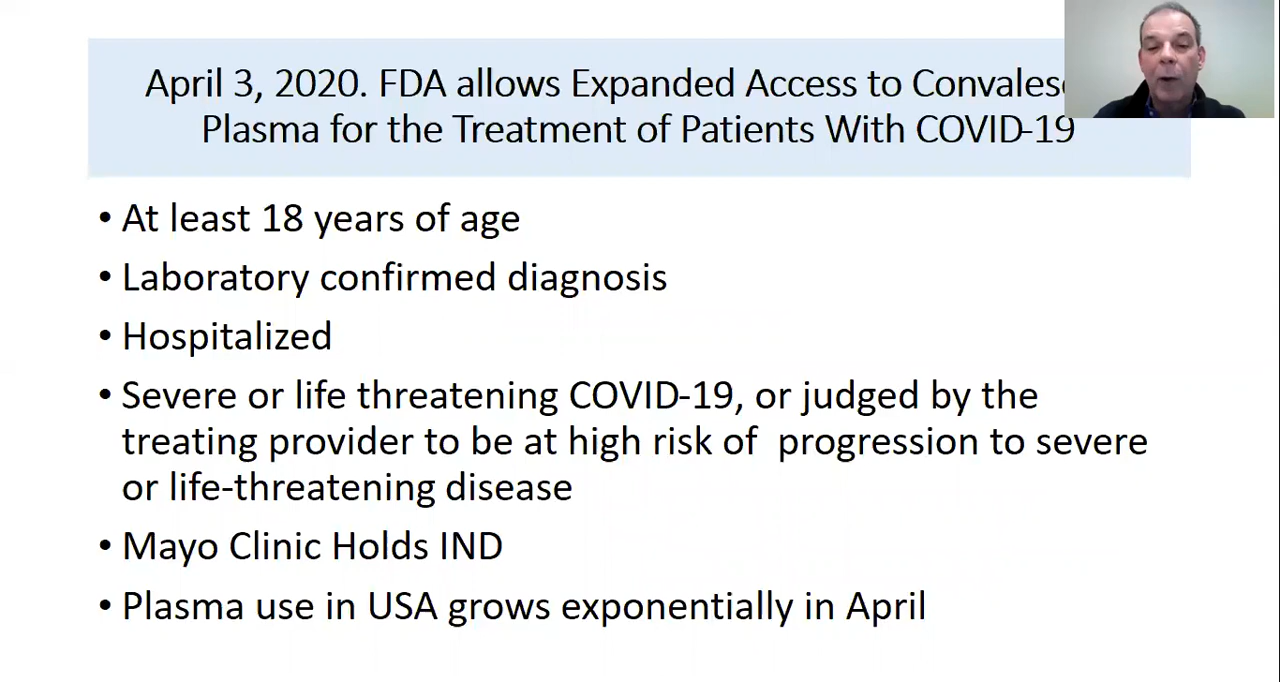 April 3, 2020. FDA allows Expanded Access to
Plasma for the Treatment of Patients With COVID-19
• At least 18 years of age
• Laboratory confirmed diagnosis
• Hospitalized
• Severe or life threatening COVID-19, or judged by the
treating provider to be at high risk of progression to severe
or life-threatening disease
• Mayo Clinic Holds IND
• Plasma use in USA grows exponentially in April